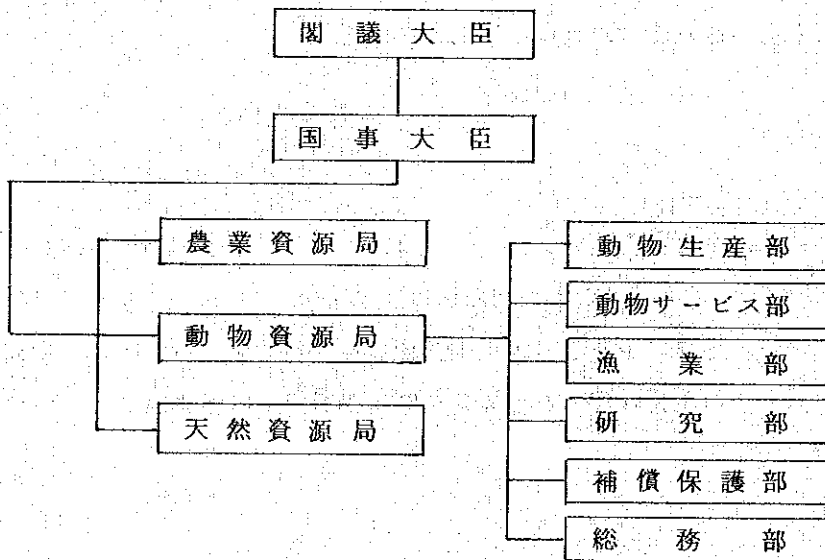 閣議大臣
国事大臣
農業資源局
動物資源局
天然資源局
動物生産部
動物サービス部
漁業部
研究部
補償保護部
総務部